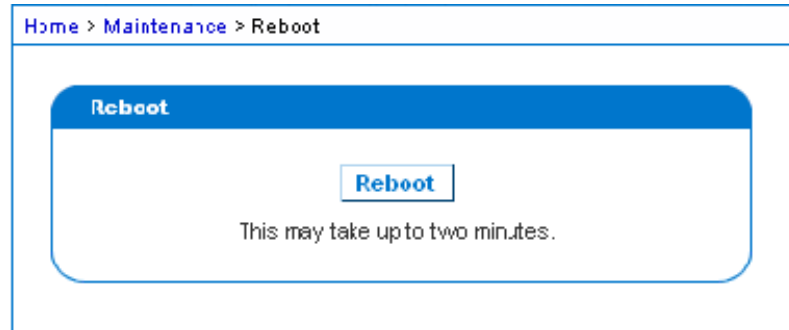 Home > Maintenance > Reboot
Reboot
Reboot
This may take up to two minutes.